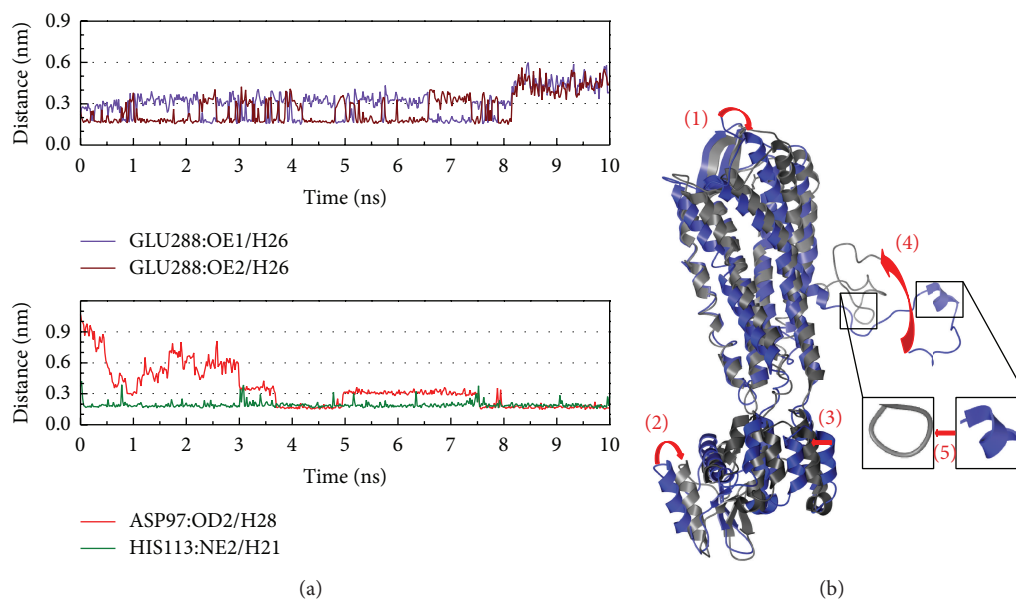 0.9
0.6
0.3
0.0
Distance (nm)
0 1 2 3 4 5 6 7 8 9 10
Time (ns)
GLU288:OE1/H26
GLU288:OE2/H26
0.9
0.6
0.3
0.0
Distance (nm)
0 1 2 3 4 5 6 7 8 9 10
Time (ns)
ASP97:OD2/H28
HIS113:NE2/H21
(a)
(1)
(4)
(2)
(3)
(5)
(b)